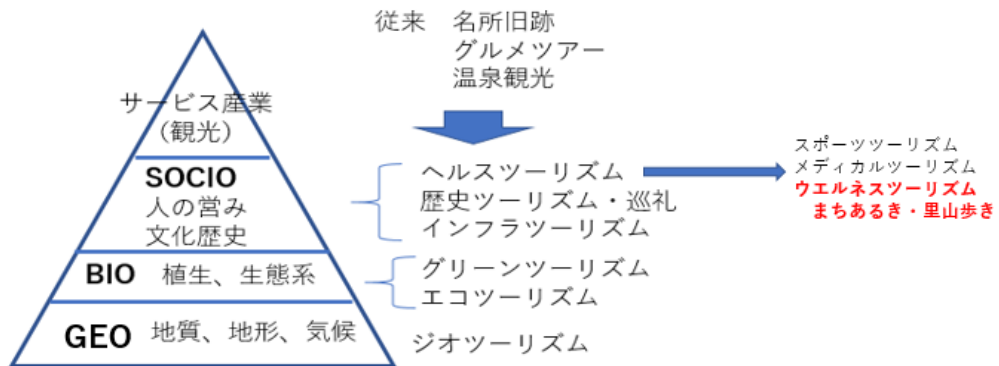 従来 名所旧跡
グルメツアー
温泉観光
サービス産業
（観光）
SOCIO
人の営み
文化歴史
BIO 植生、生態系
GEO 地質、地形、気候
ヘルスツーリズム
歴史ツーリズム・巡礼
インフラツーリズム
グリーンツーリズム
エコツーリズム
ジオツーリズム
スポーツツーリズム
メディカルツーリズム
ウエルネスツーリズム
まちあるき・里山歩き